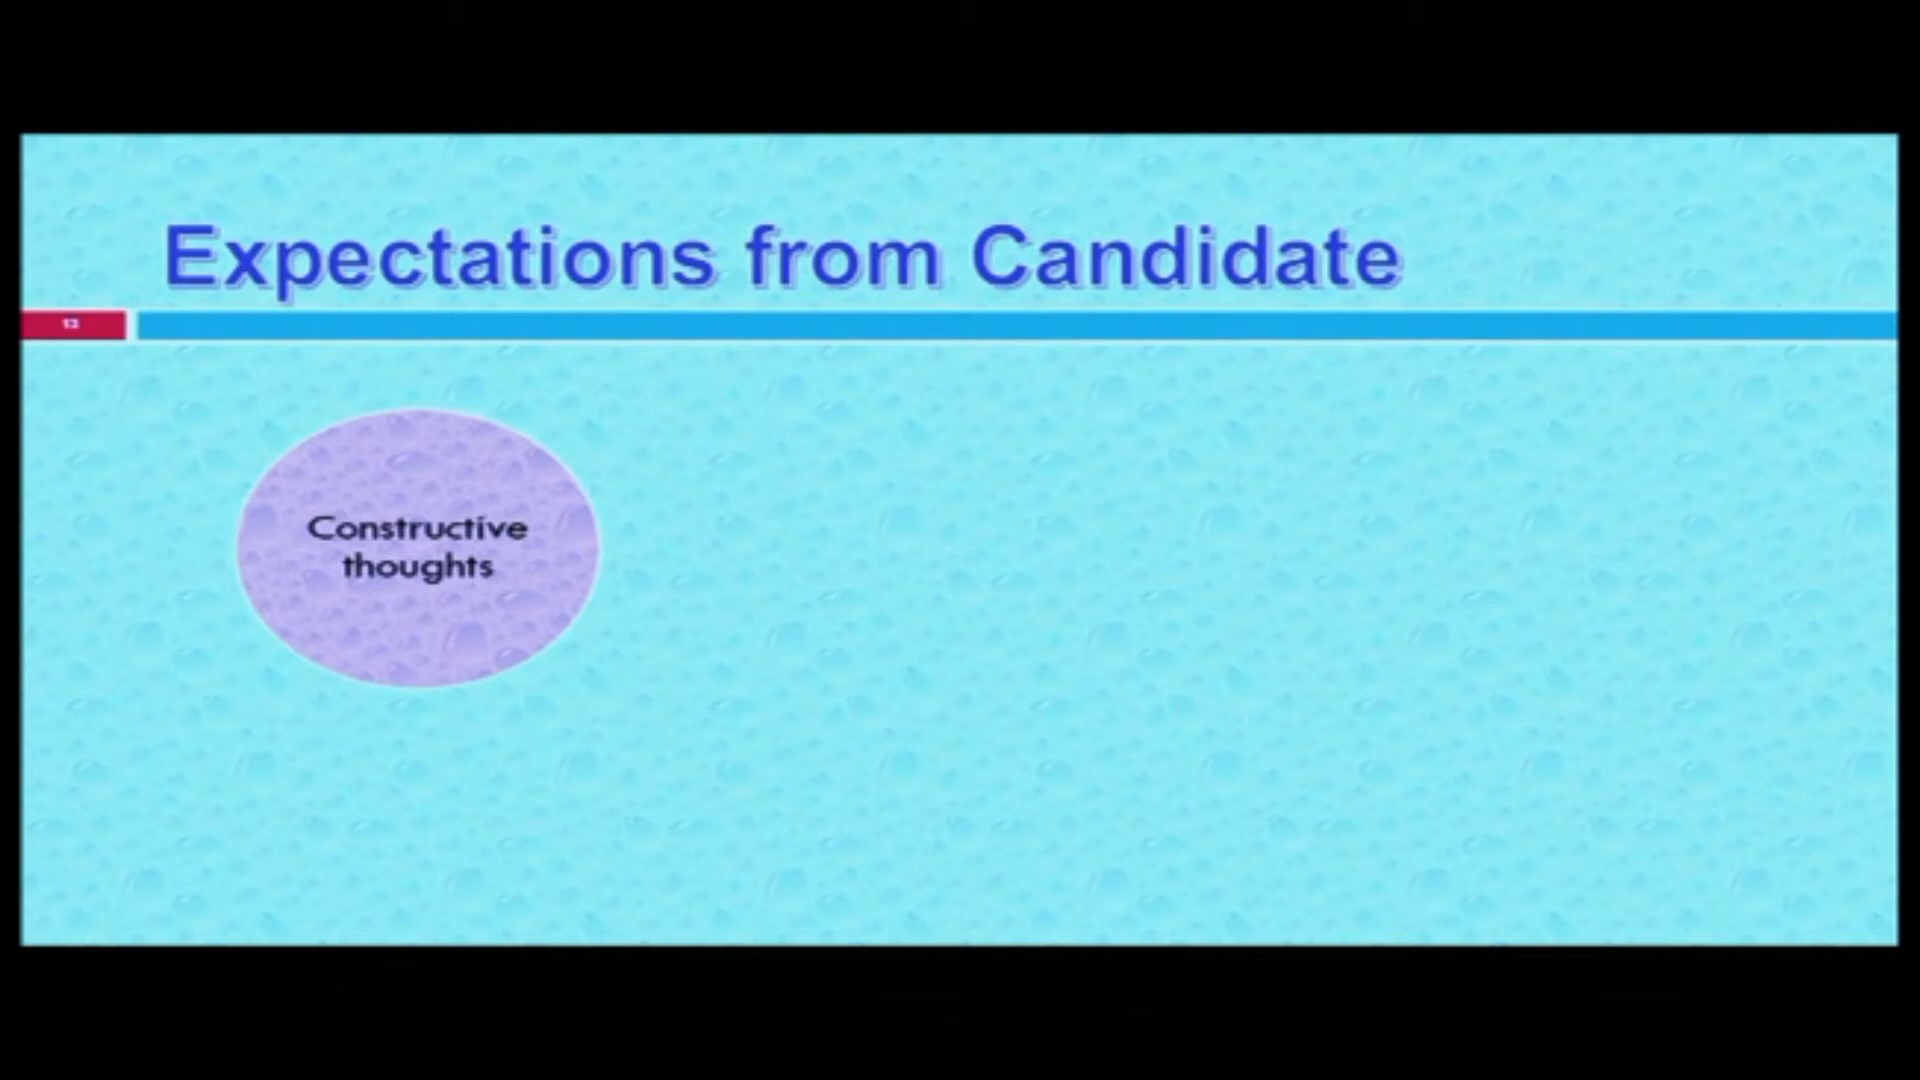 Expectations from Candidate
Constructive
thoughts